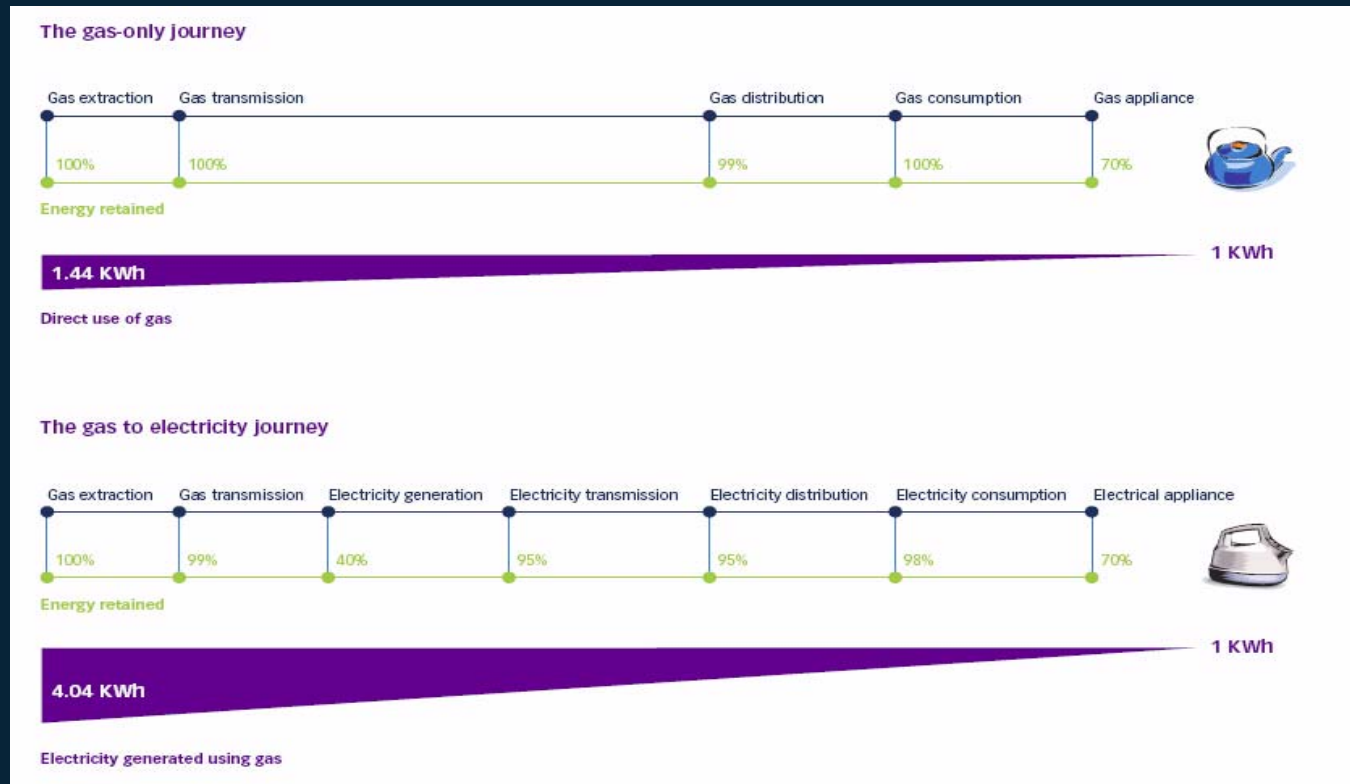 The gas-only journey
Gas extraction Gas transmission Gas distribution Gas consumption Gas appliance
100% 100% 99% 100% 70%
Energy retained
1.44 KWh 1 KWh
Direct use of gas
The gas to electricity journey
Gas extraction Gas transmission Electricity generation Electricity transmission Electricity distribution Electricity consumption Electrical appliance
100% 99% 40% 95% 95% 98% 70%
Energy retained
4.04 KWh 1 KWh
Electricity generated using gas